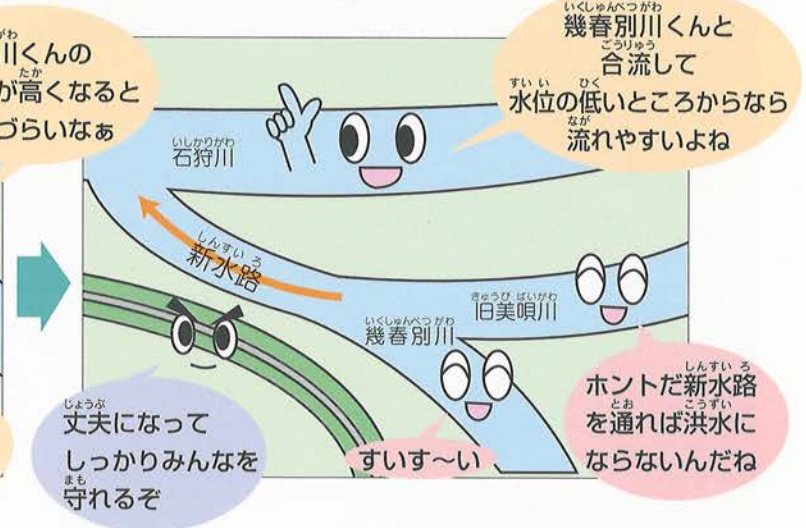 川くんの
が高くなると
づらいなぁ
幾春別川くんと
合流して
水位の低いところからなら
流れやすいよね
石狩川
新水路
旧美唄川
幾春別川
丈夫になって
しっかりみんなを
守れるぞ
すいす〜い
ホントだ新水路
を通れば洪水に
ならないんだね